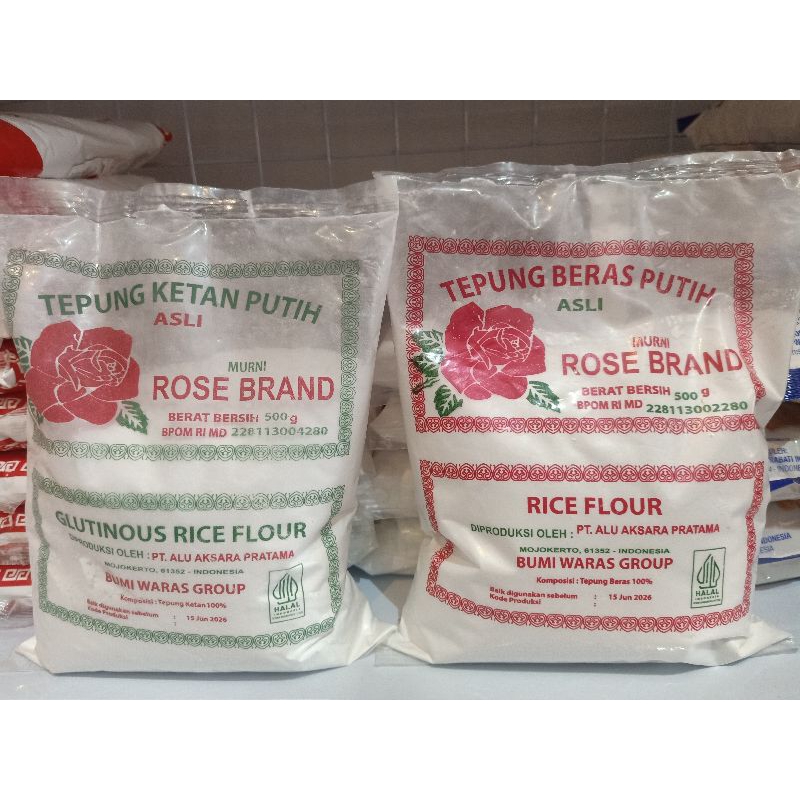 TEPUNG KETAN PUTIH
ASLI
MURNI
ROSE BRAND
BERAT BERSIH 500 g
BPOM RI MD 228113004280
GLUTINOUS RICE FLOUR
DIPRODUKSI OLEH : PT. ALU AKSARA PRATAMA
MOJOKERTO, 61352 - INDONESIA
BUMI WARAS GROUP
Komposisi : Tepung Ketan 100%
Baik digunakan sebelum : 15 Jun 2026
Kode Produksi :
HALAL
INDONESIA
TEPUNG BERAS PUTIH
ASLI
MURNI
ROSE BRAND
BERAT BERSIH 500 g
BPOM RI MD 228113002280
RICE FLOUR
DIPRODUKSI OLEH : PT. ALU AKSARA PRATAMA
MOJOKERTO, 61352 - INDONESIA
BUMI WARAS GROUP
Komposisi : Tepung Beras 100%
Baik digunakan sebelum : 15 Jun 2026
Kode Produksi :
HALAL
INDONESIA